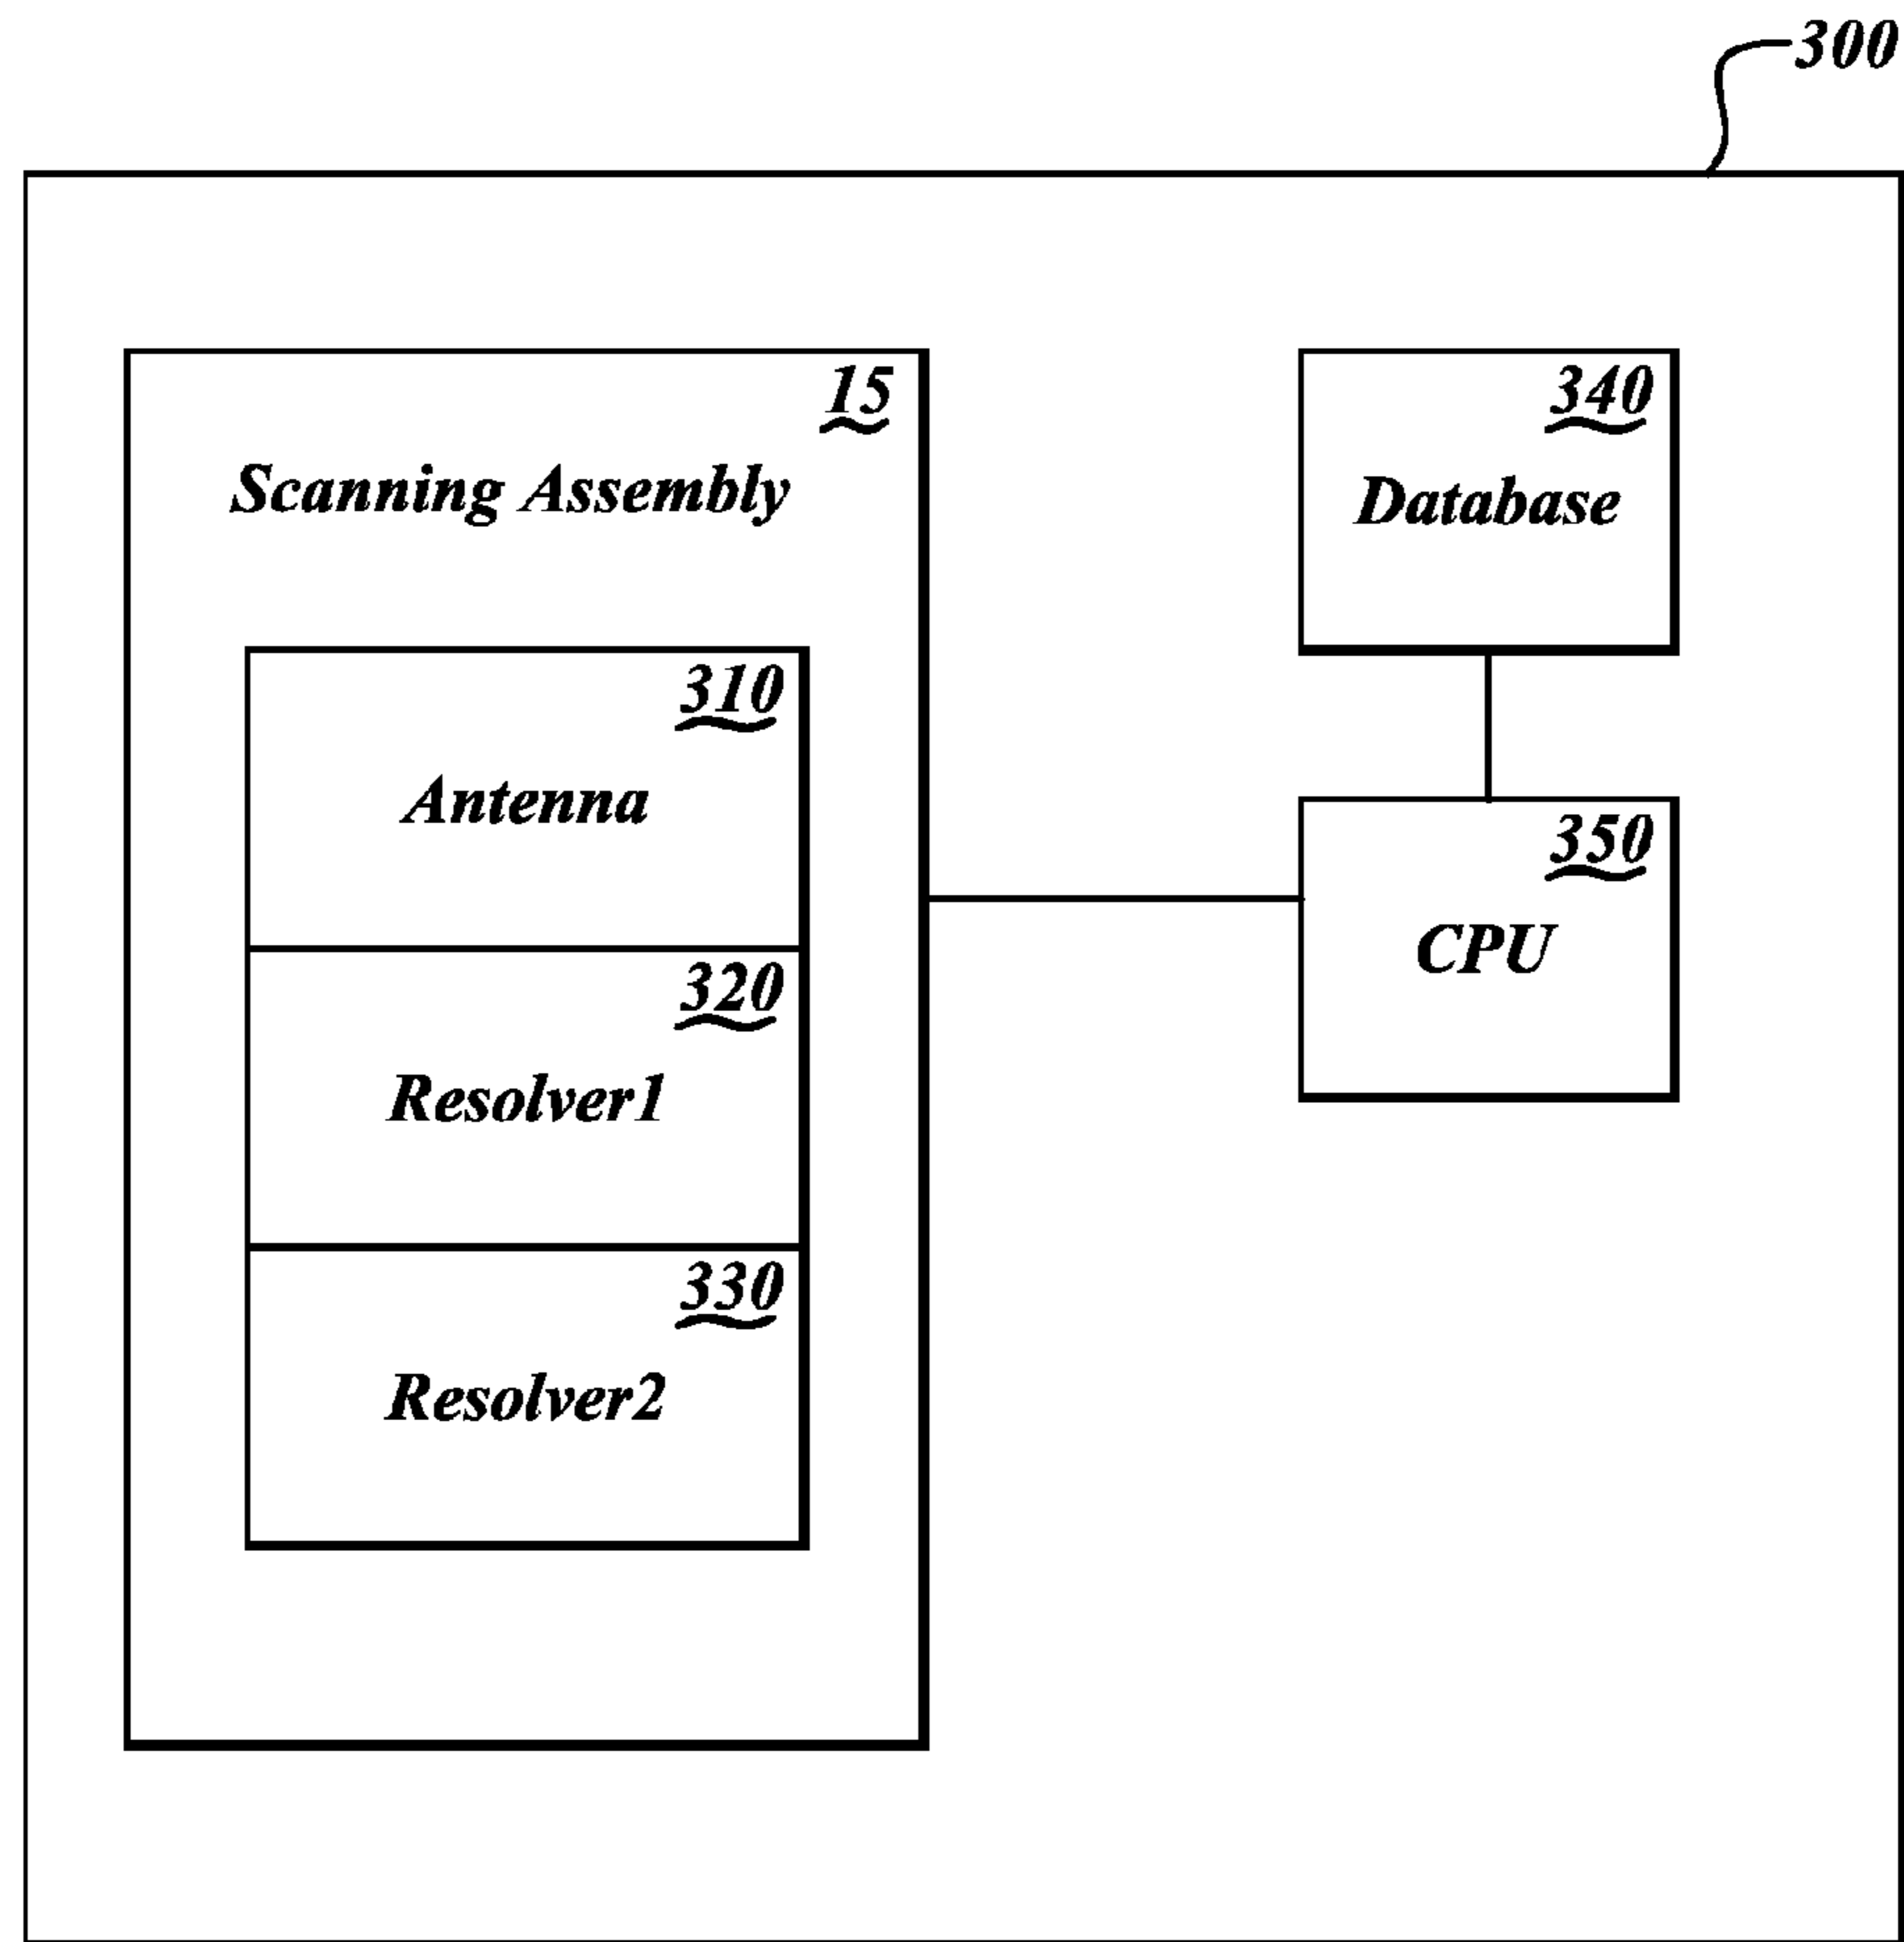 300
15
Scanning Assembly
310
Antenna
320
Resolver1
330
Resolver2
340
Database
350
CPU